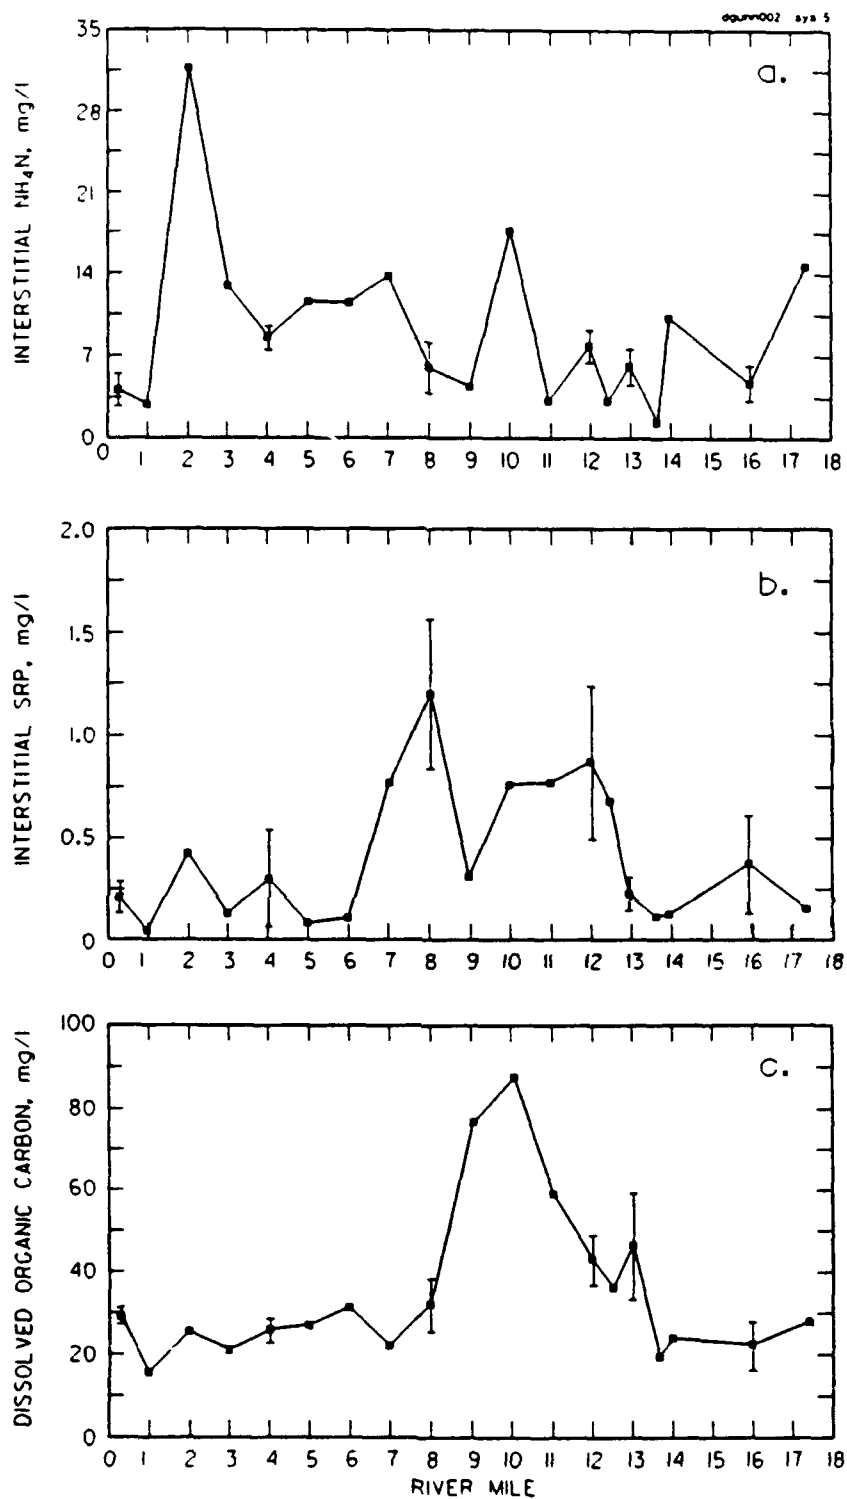 dgunn002 sys 5
a.
INTERSTITIAL NH₄N, mg/l
35
28
21
14
7
0
0 1 2 3 4 5 6 7 8 9 10 11 12 13 14 15 16 17 18
b.
INTERSTITIAL SRP, mg/l
2.0
1.5
1.0
0.5
0
0 1 2 3 4 5 6 7 8 9 10 11 12 13 14 15 16 17 18
c.
DISSOLVED ORGANIC CARBON, mg/l
100
80
60
40
20
0
0 1 2 3 4 5 6 7 8 9 10 11 12 13 14 15 16 17 18
RIVER MILE